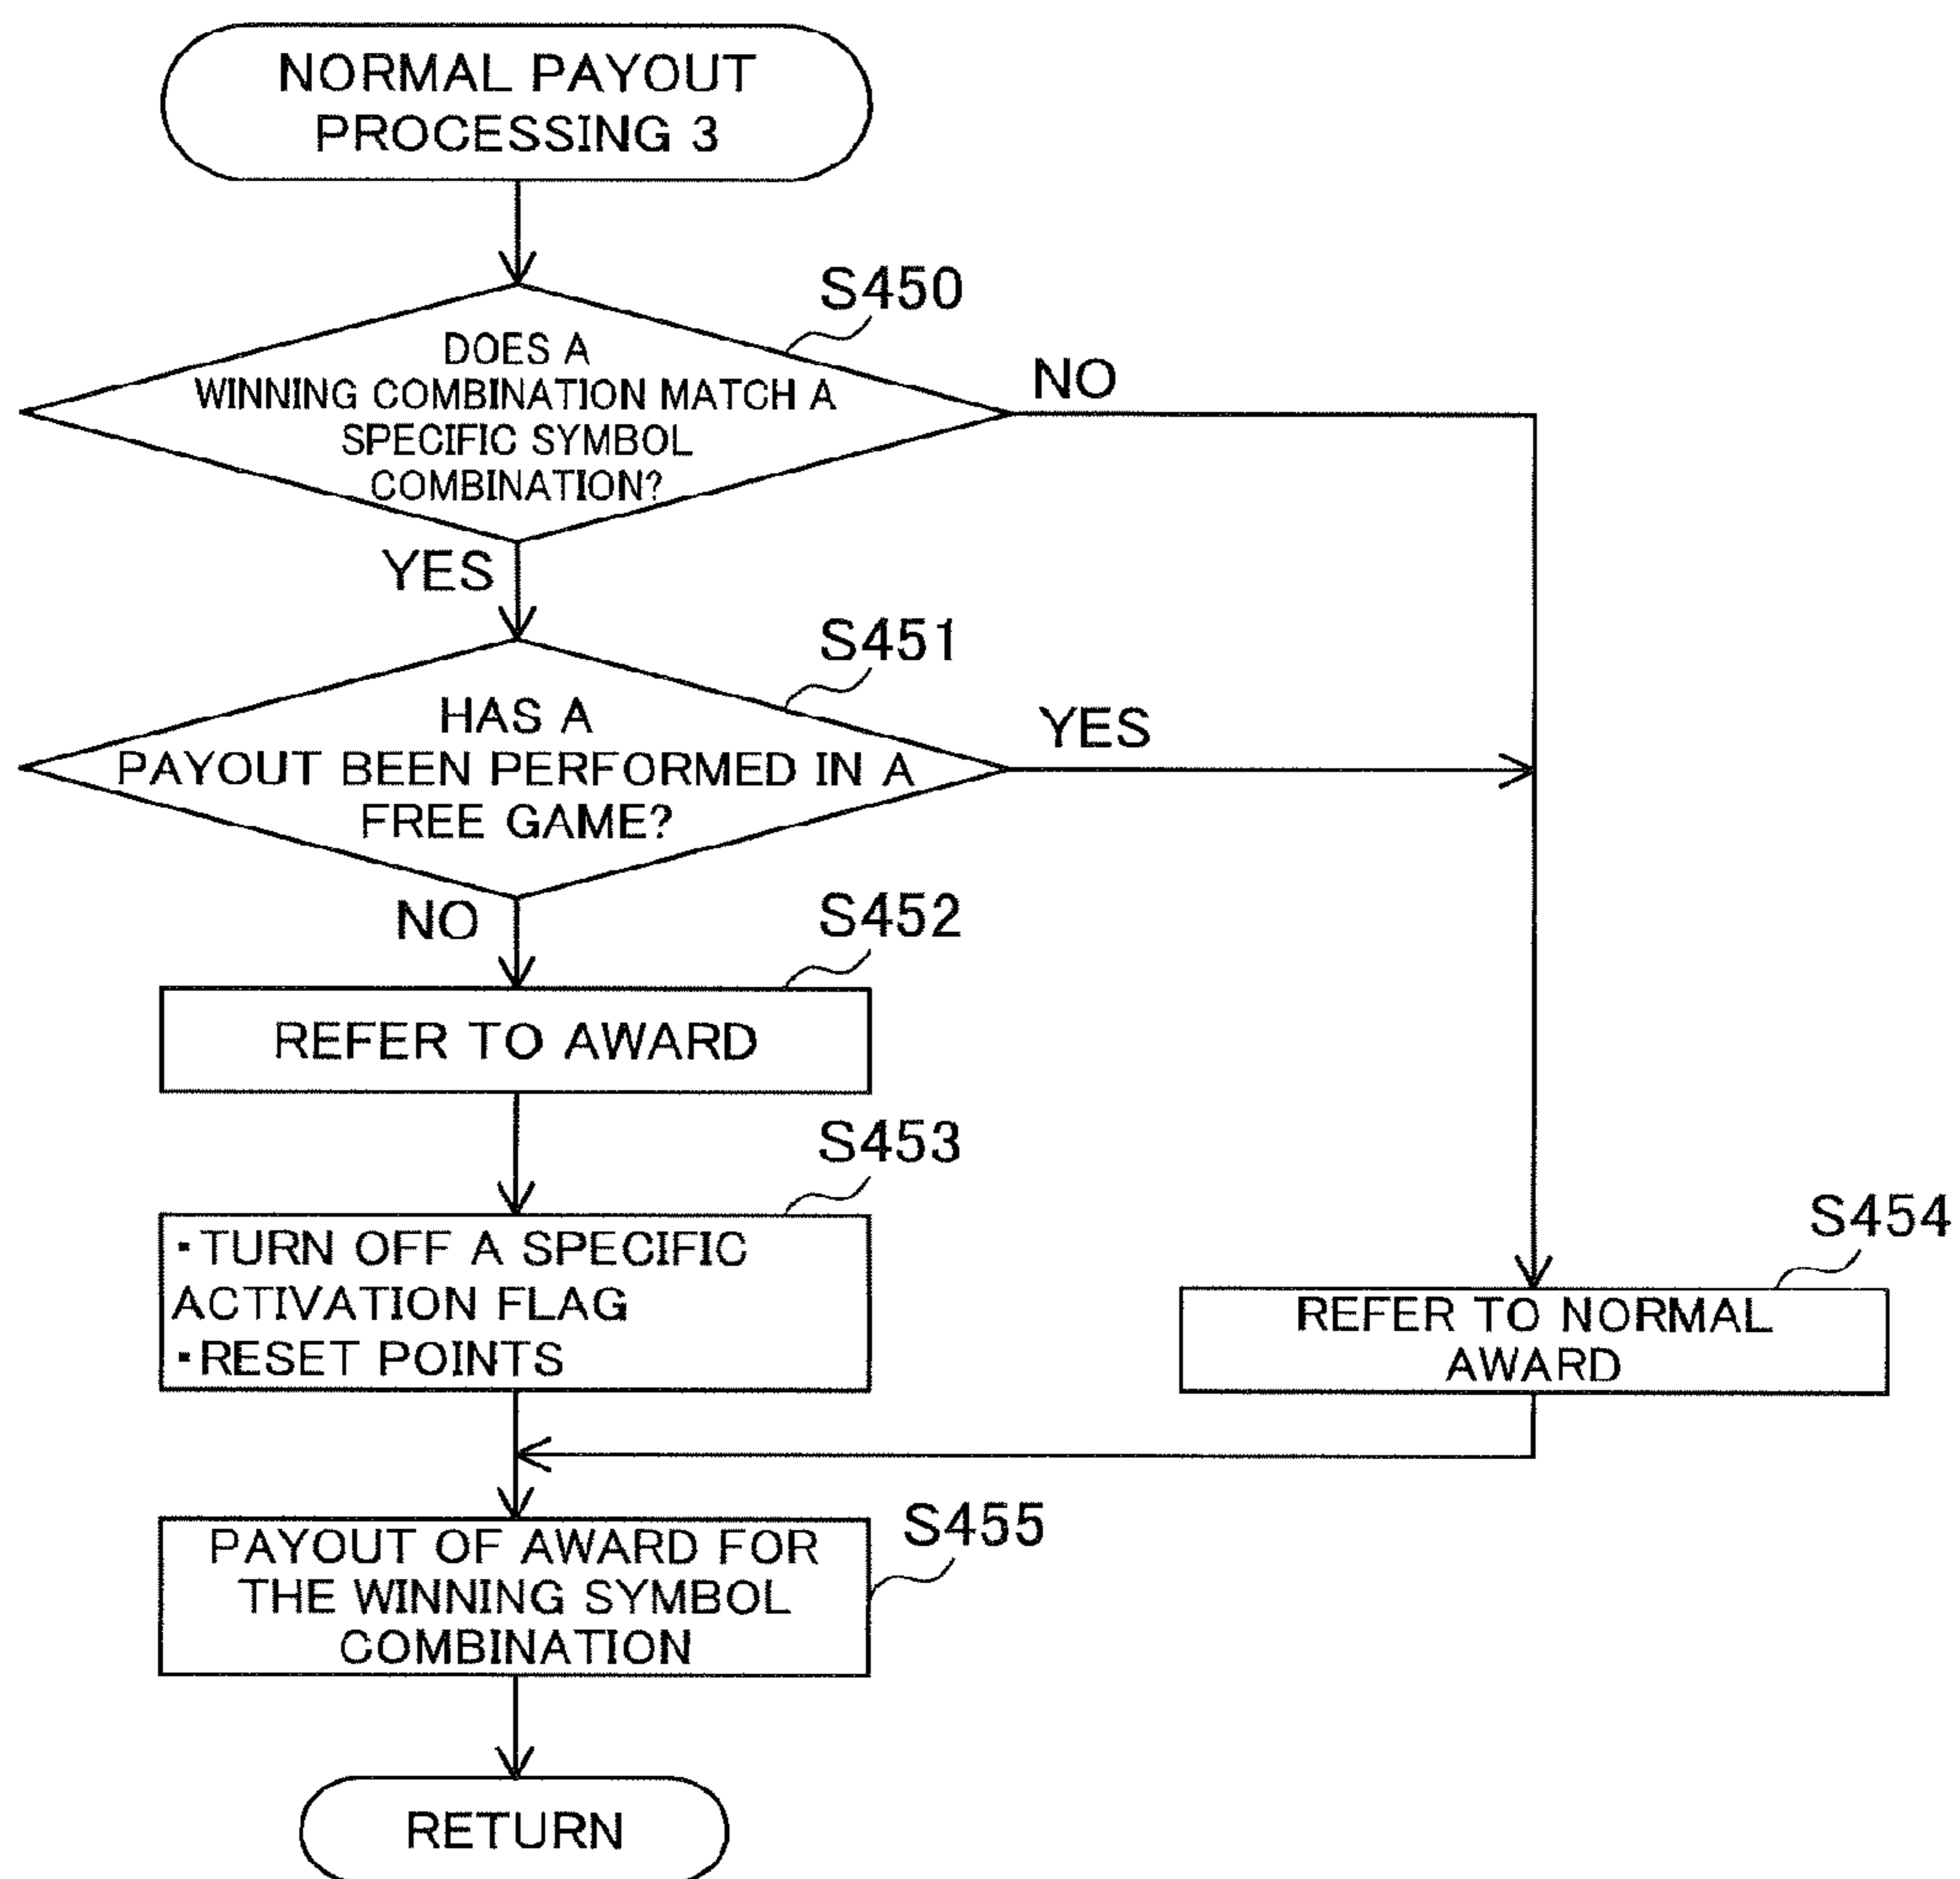 NORMAL PAYOUT
PROCESSING 3
S450
DOES A
WINNING COMBINATION MATCH A
SPECIFIC SYMBOL
COMBINATION?
NO
YES
S451
HAS A
PAYOUT BEEN PERFORMED IN A
FREE GAME?
YES
NO
S452
REFER TO AWARD
S453
・TURN OFF A SPECIFIC
ACTIVATION FLAG
・RESET POINTS
S454
REFER TO NORMAL
AWARD
S455
PAYOUT OF AWARD FOR
THE WINNING SYMBOL
COMBINATION
RETURN